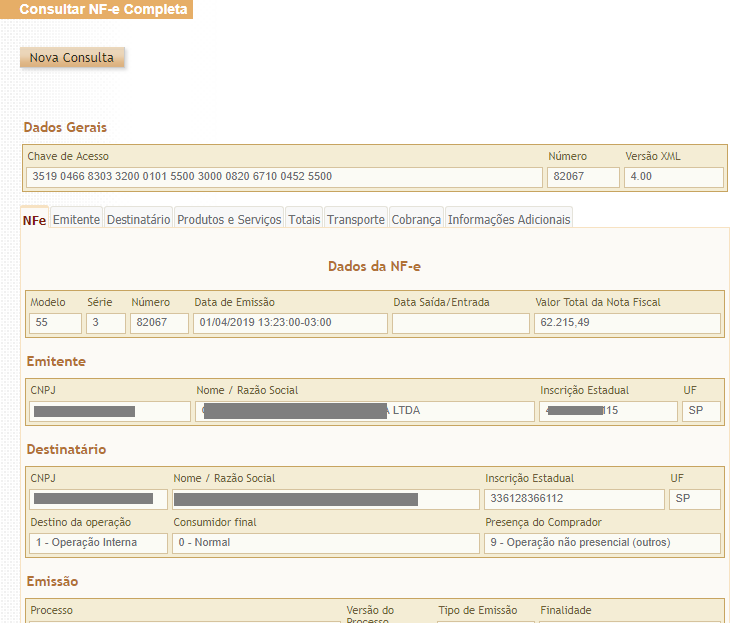 Consultar NF-e Completa
Nova Consulta
Dados Gerais
Chave de Acesso Número Versão XML
3519 0466 8303 3200 0101 5500 3000 0820 6710 0452 5500 82067 4.00
NFe Emitente Destinatário Produtos e Serviços Totais Transporte Cobrança Informações Adicionais
Dados da NF-e
Modelo Série Número Data de Emissão Data Saída/Entrada Valor Total da Nota Fiscal
55 3 82067 01/04/2019 13:23:00-03:00 62.215,49
Emitente
CNPJ Nome / Razão Social Inscrição Estadual UF
LTDA 115 SP
Destinatário
CNPJ Nome / Razão Social Inscrição Estadual UF
336128366112 SP
Destino da operação Consumidor final Presença do Comprador
1 - Operação Interna 0 - Normal 9 - Operação não presencial (outros)
Emissão
Processo Versão do Processo Tipo de Emissão Finalidade